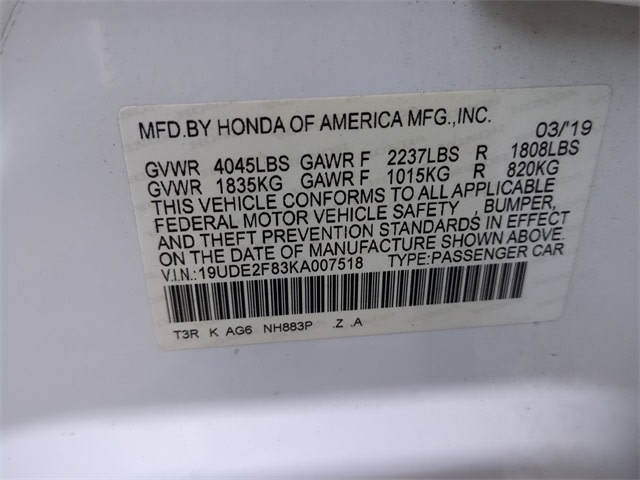 MFD.BY HONDA OF AMERICA MFG.,INC. 03/'19
GVWR 4045LBS GAWR F 2237LBS R 1808LBS
GVWR 1835KG GAWR F 1015KG R 820KG
THIS VEHICLE CONFORMS TO ALL APPLICABLE
FEDERAL MOTOR VEHICLE SAFETY , BUMPER,
AND THEFT PREVENTION STANDARDS IN EFFECT
ON THE DATE OF MANUFACTURE SHOWN ABOVE.
V.I.N.:19UDE2F83KA007518 TYPE:PASSENGER CAR
T3R K AG6 NH883P .Z .A